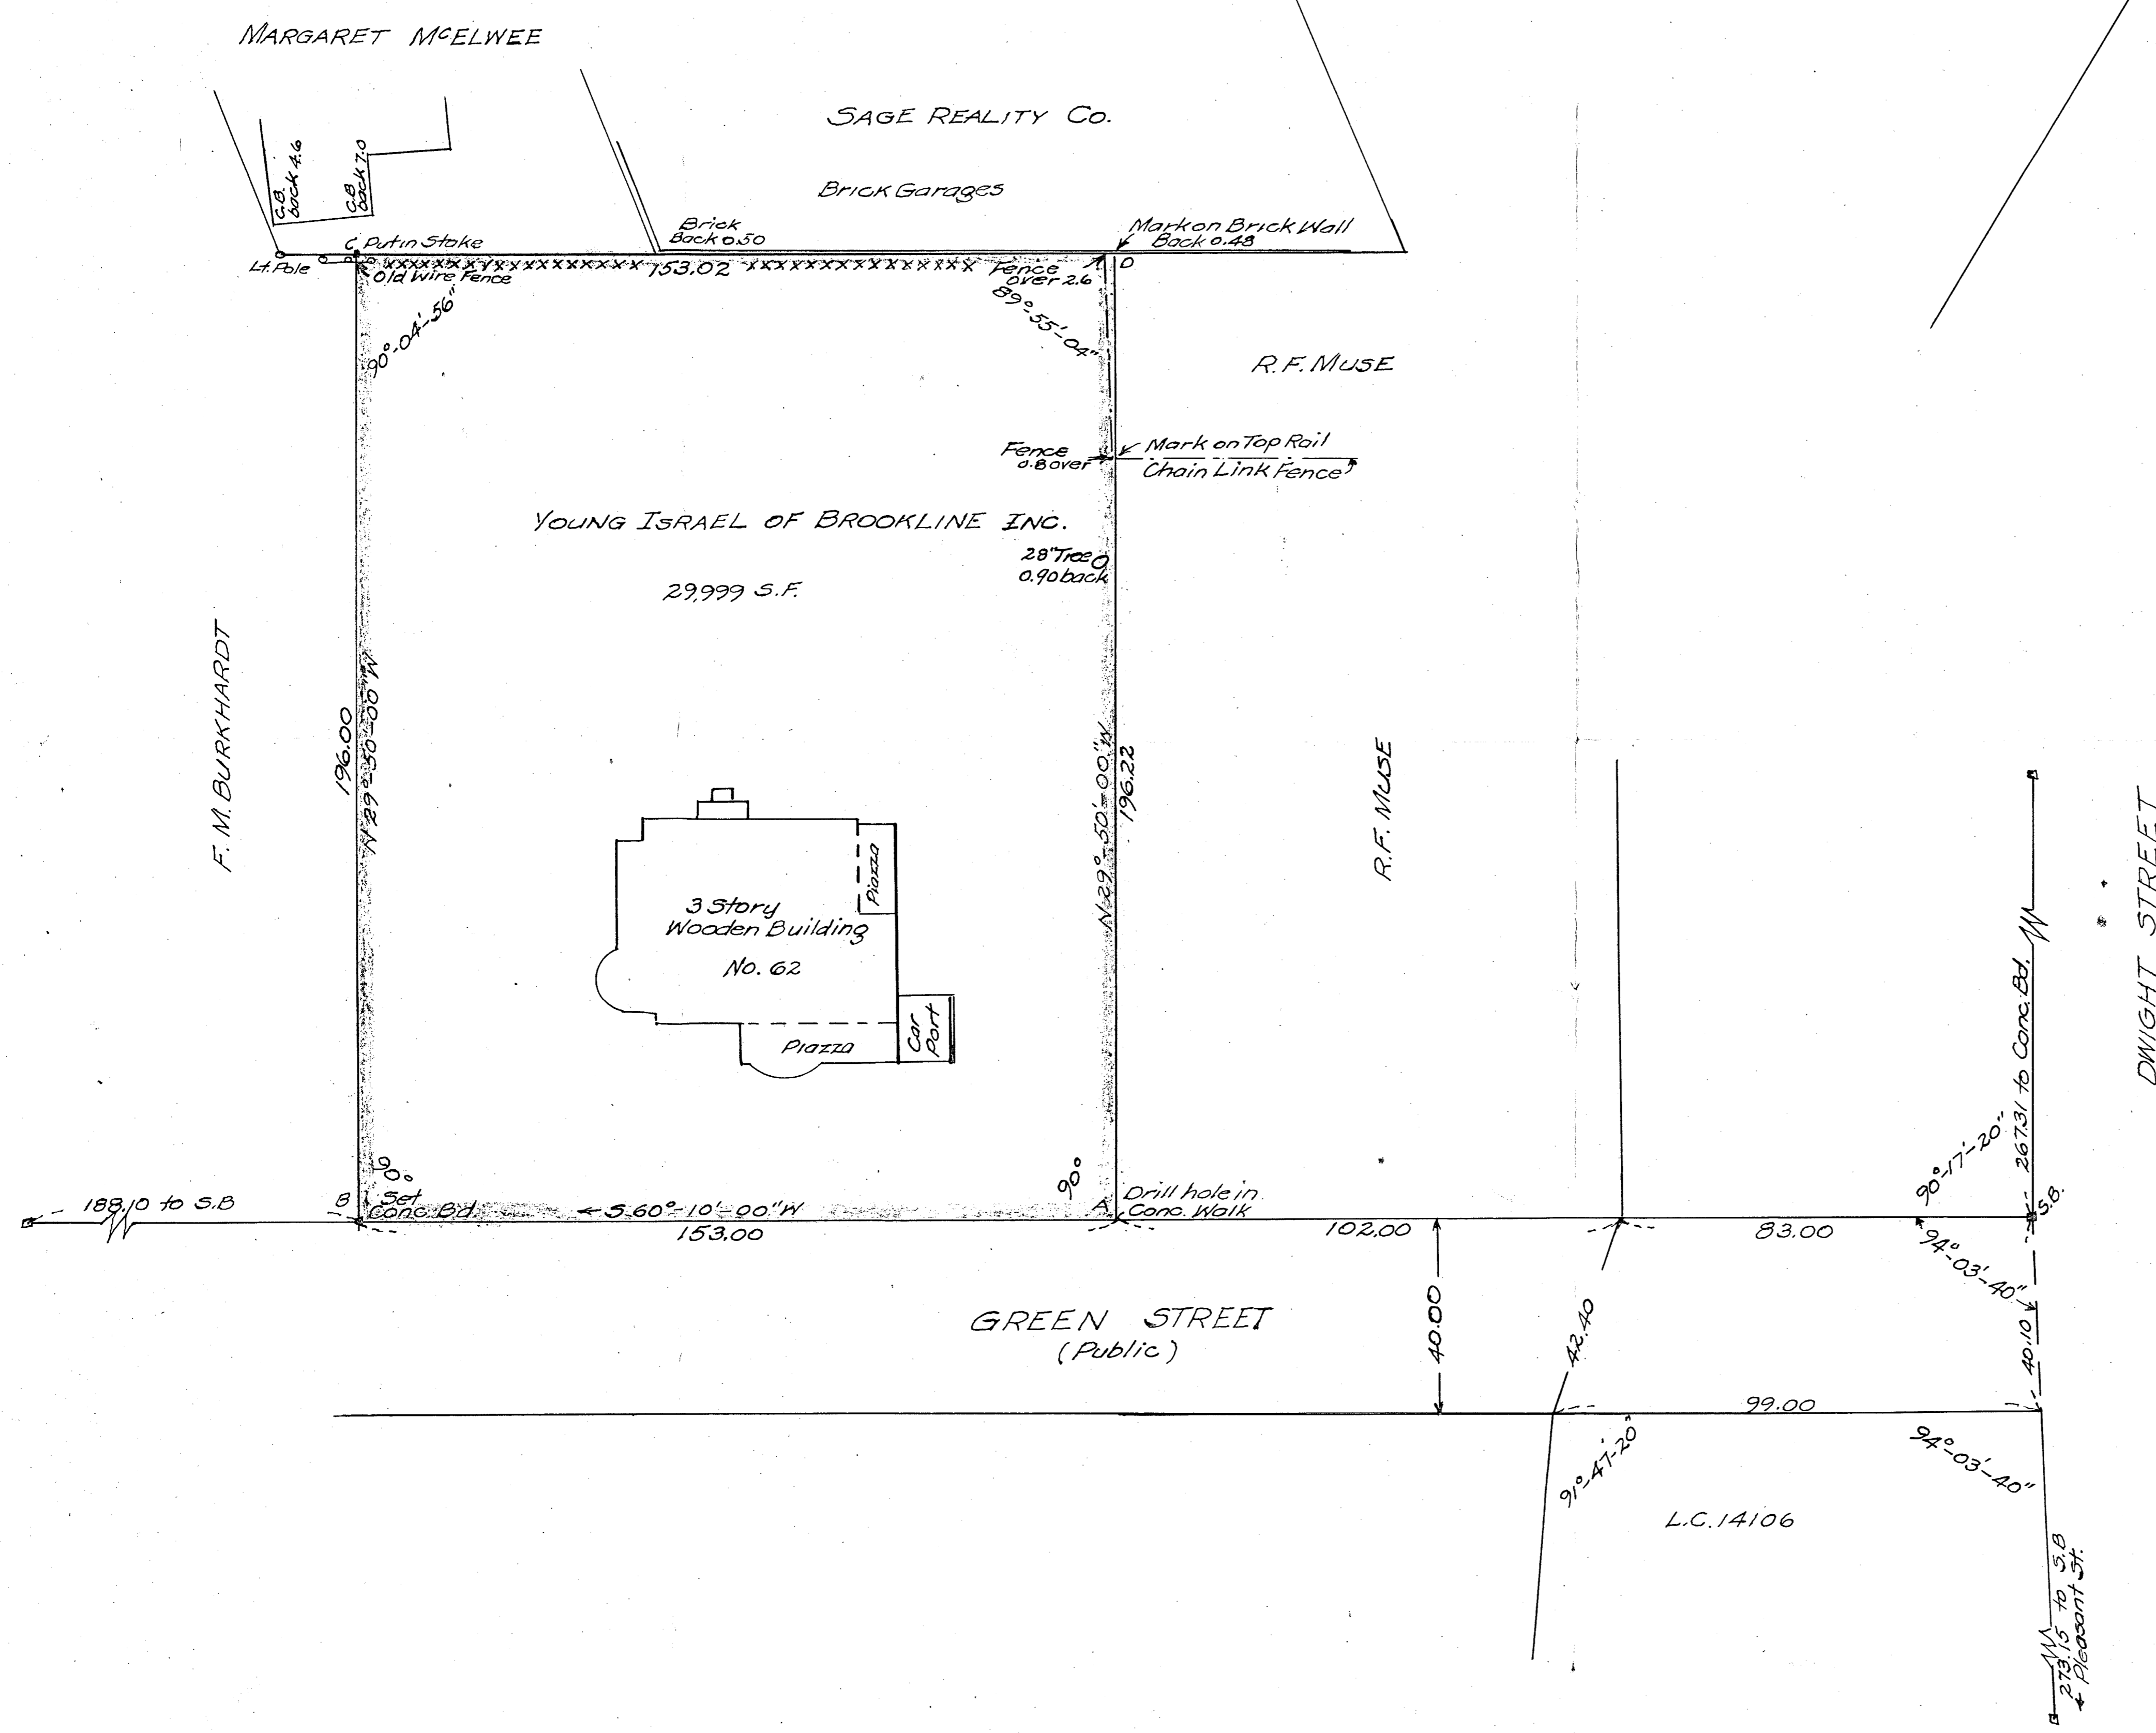 MARGARET McELWEE
SAGE REALITY Co.
Brick Garages
C.B.
back 4.6
C.B
back 7.0
C Put in Stake
Lt. Pole
Old Wire Fence
153.02
Brick
Back 0.50
Mark on Brick Wall
Back 0.48
Fence
over 2.6
D
90°-04'-56"
89°-55'-04"
R.F. MUSE
Fence
0.8 over
Mark on Top Rail
Chain Link Fence
YOUNG ISRAEL OF BROOKLINE INC.
28" Tree
0.90 back
29,999 S.F.
F. M. BURKHARDT
196.00
N 29°-50'-00" W
N 29°-50'-00" W
196.22
R.F. MUSE
3 Story
Wooden Building
No. 62
Piazza
Piazza
Car
Port
DWIGHT STREET
267.31 to Conc. Bd.
90°-17'-20"
S.B.
188.10 to S.B
B
90°
Set
Conc. Bd.
S 60°-10'-00" W
153.00
90°
A
Drill hole in
Conc. Walk
102.00
83.00
94°-03'-40"
GREEN STREET
(Public)
40.00
42.40
40.10
99.00
91°-47'-20"
94°-03'-40"
L.C. 14106
273.15 to S.B
Pleasant St.